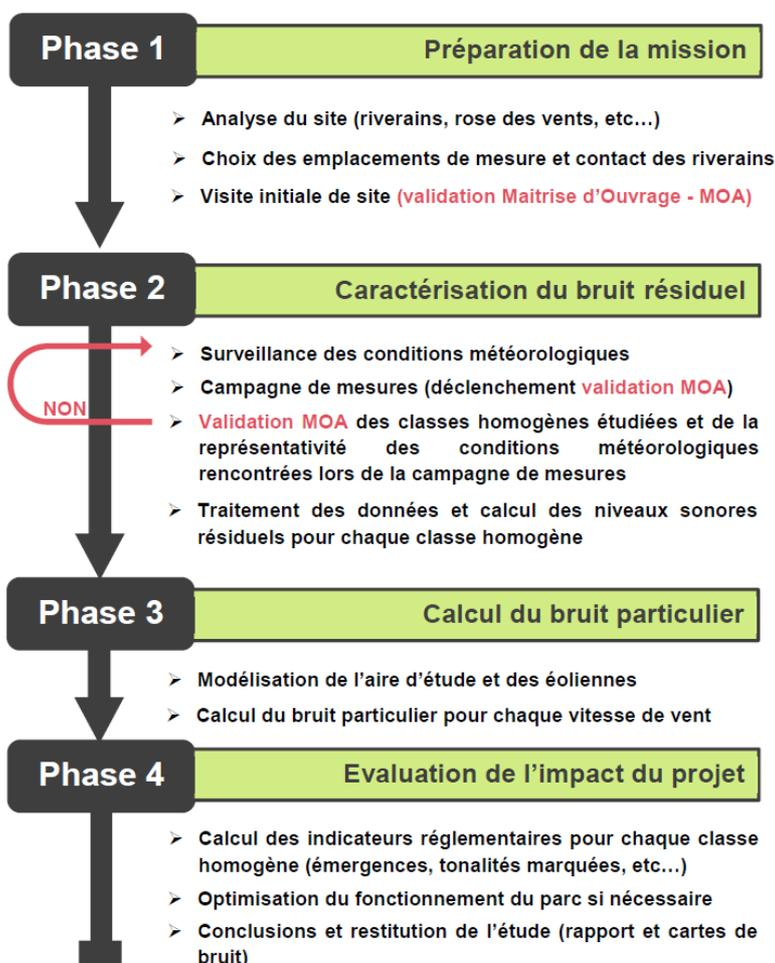 Phase 1
Préparation de la mission
➢ Analyse du site (riverains, rose des vents, etc…)
➢ Choix des emplacements de mesure et contact des riverains
➢ Visite initiale de site (validation Maitrise d’Ouvrage - MOA)
Phase 2
Caractérisation du bruit résiduel
➢ Surveillance des conditions météorologiques
➢ Campagne de mesures (déclenchement validation MOA)
NON
➢ Validation MOA des classes homogènes étudiées et de la
représentativité des conditions météorologiques
rencontrées lors de la campagne de mesures
➢ Traitement des données et calcul des niveaux sonores
résiduels pour chaque classe homogène
Phase 3
Calcul du bruit particulier
➢ Modélisation de l’aire d’étude et des éoliennes
➢ Calcul du bruit particulier pour chaque vitesse de vent
Phase 4
Evaluation de l’impact du projet
➢ Calcul des indicateurs réglementaires pour chaque classe
homogène (émergences, tonalités marquées, etc…)
➢ Optimisation du fonctionnement du parc si nécessaire
➢ Conclusions et restitution de l’étude (rapport et cartes de
bruit)